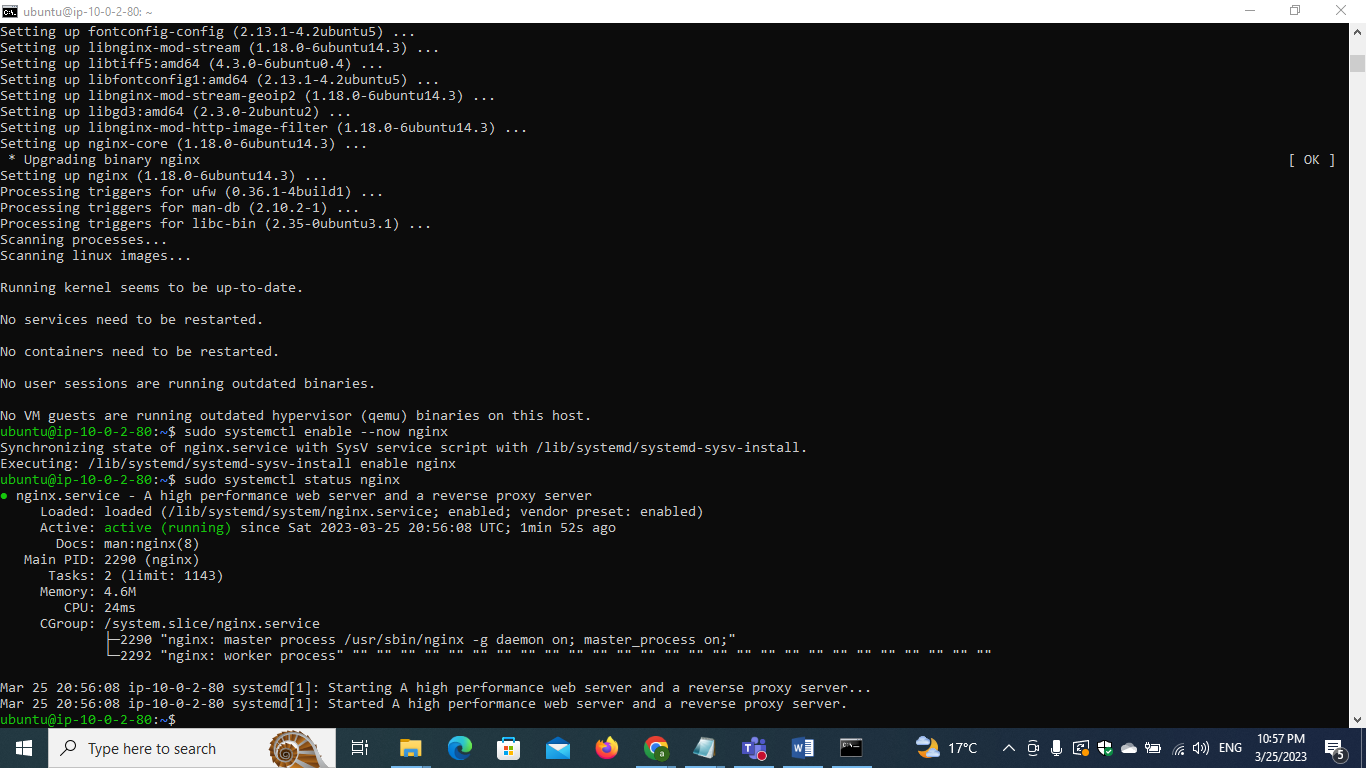 ubuntu@ip-10-0-2-80: ~
Setting up fontconfig-config (2.13.1-4.2ubuntu5) ...
Setting up libnginx-mod-stream (1.18.0-6ubuntu14.3) ...
Setting up libtiff5:amd64 (4.3.0-6ubuntu0.4) ...
Setting up libfontconfig1:amd64 (2.13.1-4.2ubuntu5) ...
Setting up libnginx-mod-stream-geoip2 (1.18.0-6ubuntu14.3) ...
Setting up libgd3:amd64 (2.3.0-2ubuntu2) ...
Setting up libnginx-mod-http-image-filter (1.18.0-6ubuntu14.3) ...
Setting up nginx-core (1.18.0-6ubuntu14.3) ...
 * Upgrading binary nginx [ OK ]
Setting up nginx (1.18.0-6ubuntu14.3) ...
Processing triggers for ufw (0.36.1-4build1) ...
Processing triggers for man-db (2.10.2-1) ...
Processing triggers for libc-bin (2.35-0ubuntu3.1) ...
Scanning processes...
Scanning linux images...
Running kernel seems to be up-to-date.
No services need to be restarted.
No containers need to be restarted.
No user sessions are running outdated binaries.
No VM guests are running outdated hypervisor (qemu) binaries on this host.
ubuntu@ip-10-0-2-80:~$ sudo systemctl enable --now nginx
Synchronizing state of nginx.service with SysV service script with /lib/systemd/systemd-sysv-install.
Executing: /lib/systemd/systemd-sysv-install enable nginx
ubuntu@ip-10-0-2-80:~$ sudo systemctl status nginx
● nginx.service - A high performance web server and a reverse proxy server
     Loaded: loaded (/lib/systemd/system/nginx.service; enabled; vendor preset: enabled)
     Active: active (running) since Sat 2023-03-25 20:56:08 UTC; 1min 52s ago
       Docs: man:nginx(8)
   Main PID: 2290 (nginx)
      Tasks: 2 (limit: 1143)
     Memory: 4.6M
        CPU: 24ms
     CGroup: /system.slice/nginx.service
             ├─2290 "nginx: master process /usr/sbin/nginx -g daemon on; master_process on;"
             └─2292 "nginx: worker process" "" "" "" "" "" "" "" "" "" "" "" "" "" "" "" "" "" "" "" "" "" "" "" "" "" "" ""
Mar 25 20:56:08 ip-10-0-2-80 systemd[1]: Starting A high performance web server and a reverse proxy server...
Mar 25 20:56:08 ip-10-0-2-80 systemd[1]: Started A high performance web server and a reverse proxy server.
ubuntu@ip-10-0-2-80:~$
Type here to search
17°C
ENG
10:57 PM
3/25/2023
5